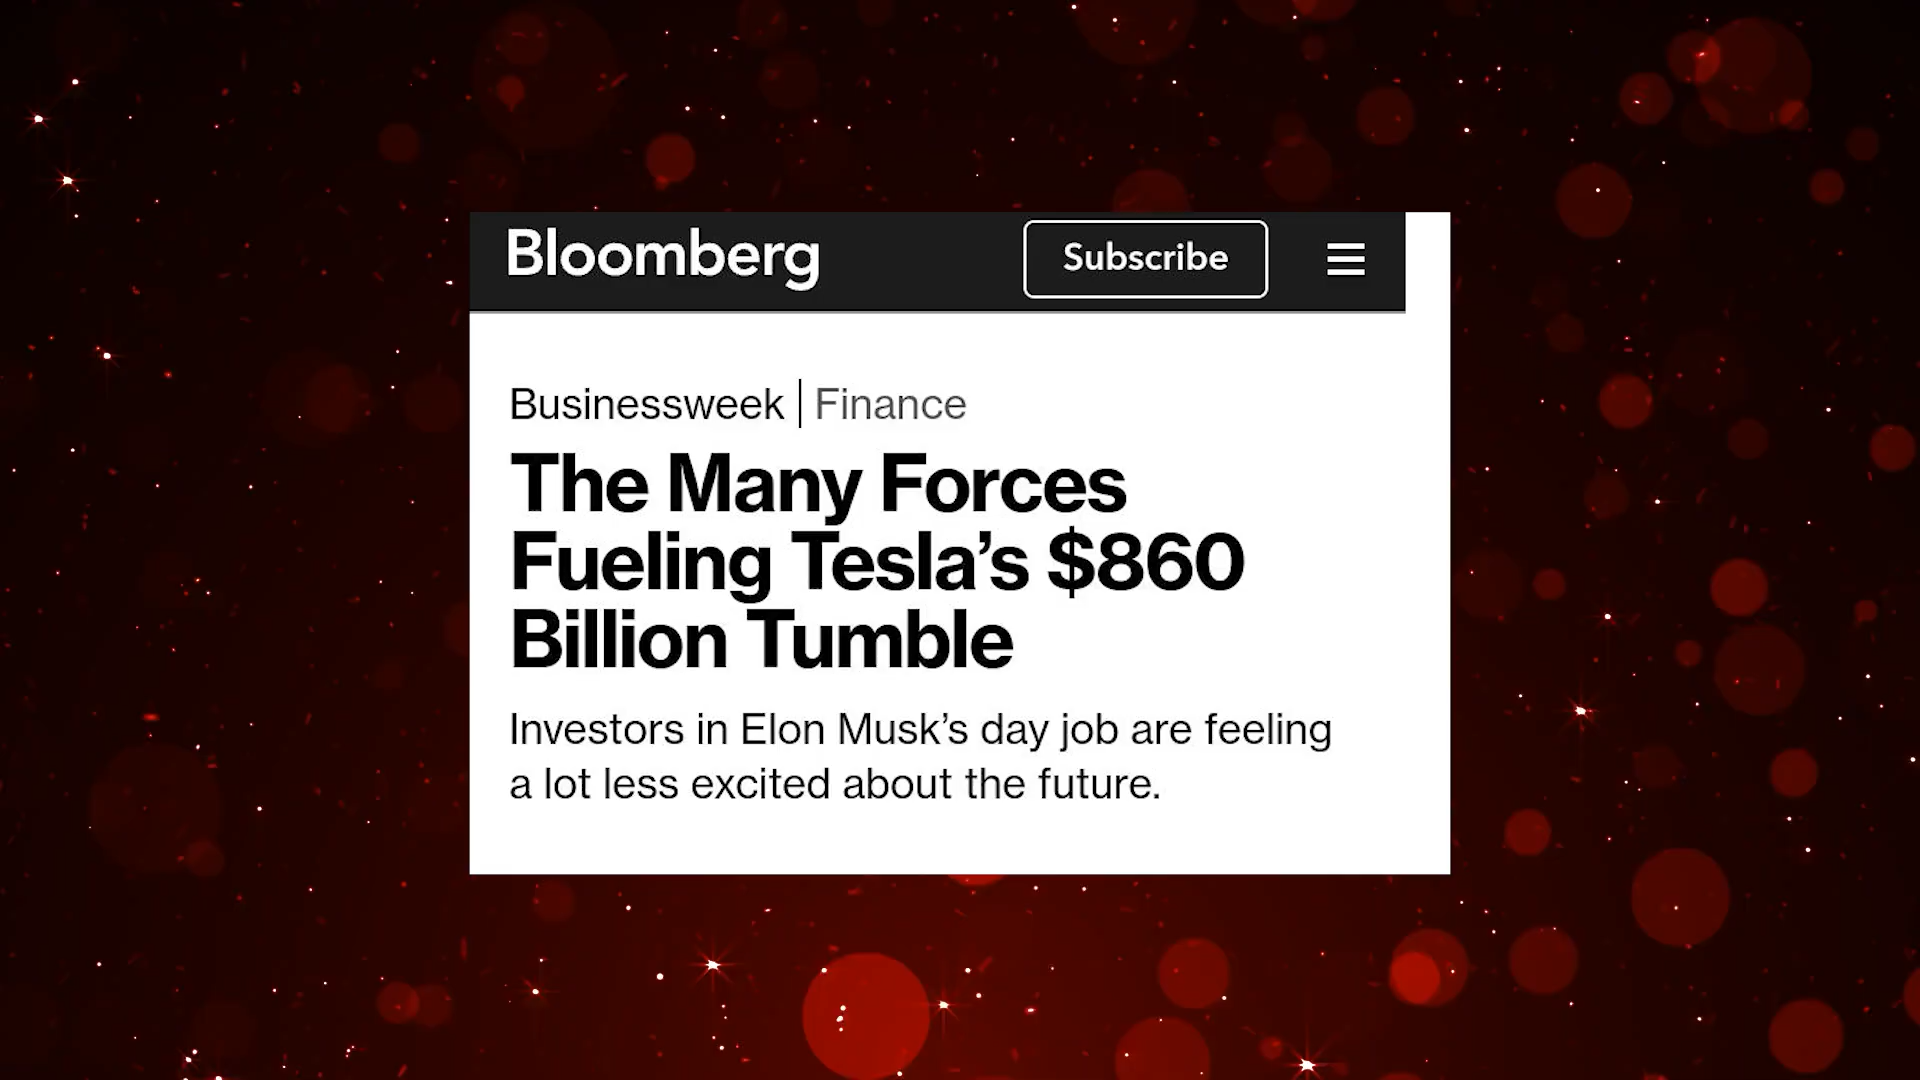 Bloomberg
Subscribe
Businessweek | Finance
The Many Forces
Fueling Tesla’s $860
Billion Tumble
Investors in Elon Musk’s day job are feeling
a lot less excited about the future.